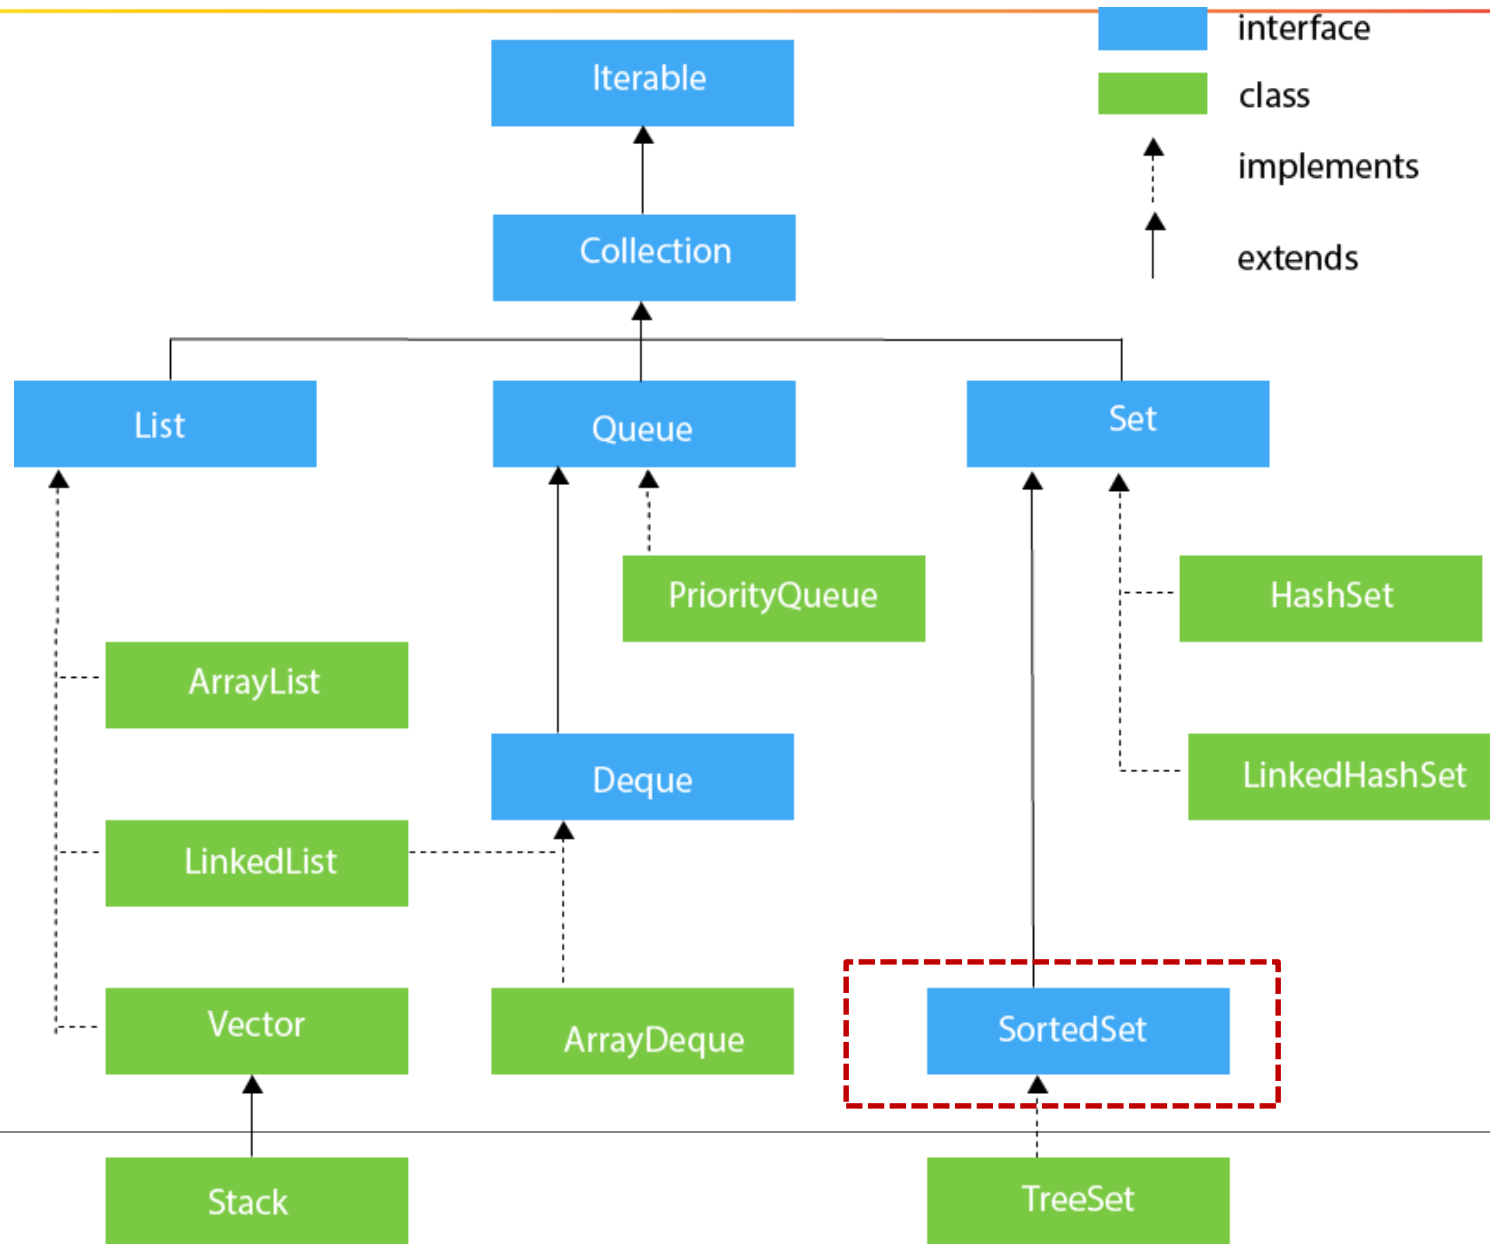 interface
Iterable
class
implements
Collection
extends
List
Queue
Set
PriorityQueue
HashSet
ArrayList
Deque
LinkedHashSet
LinkedList
Vector
ArrayDeque
SortedSet
Stack
TreeSet